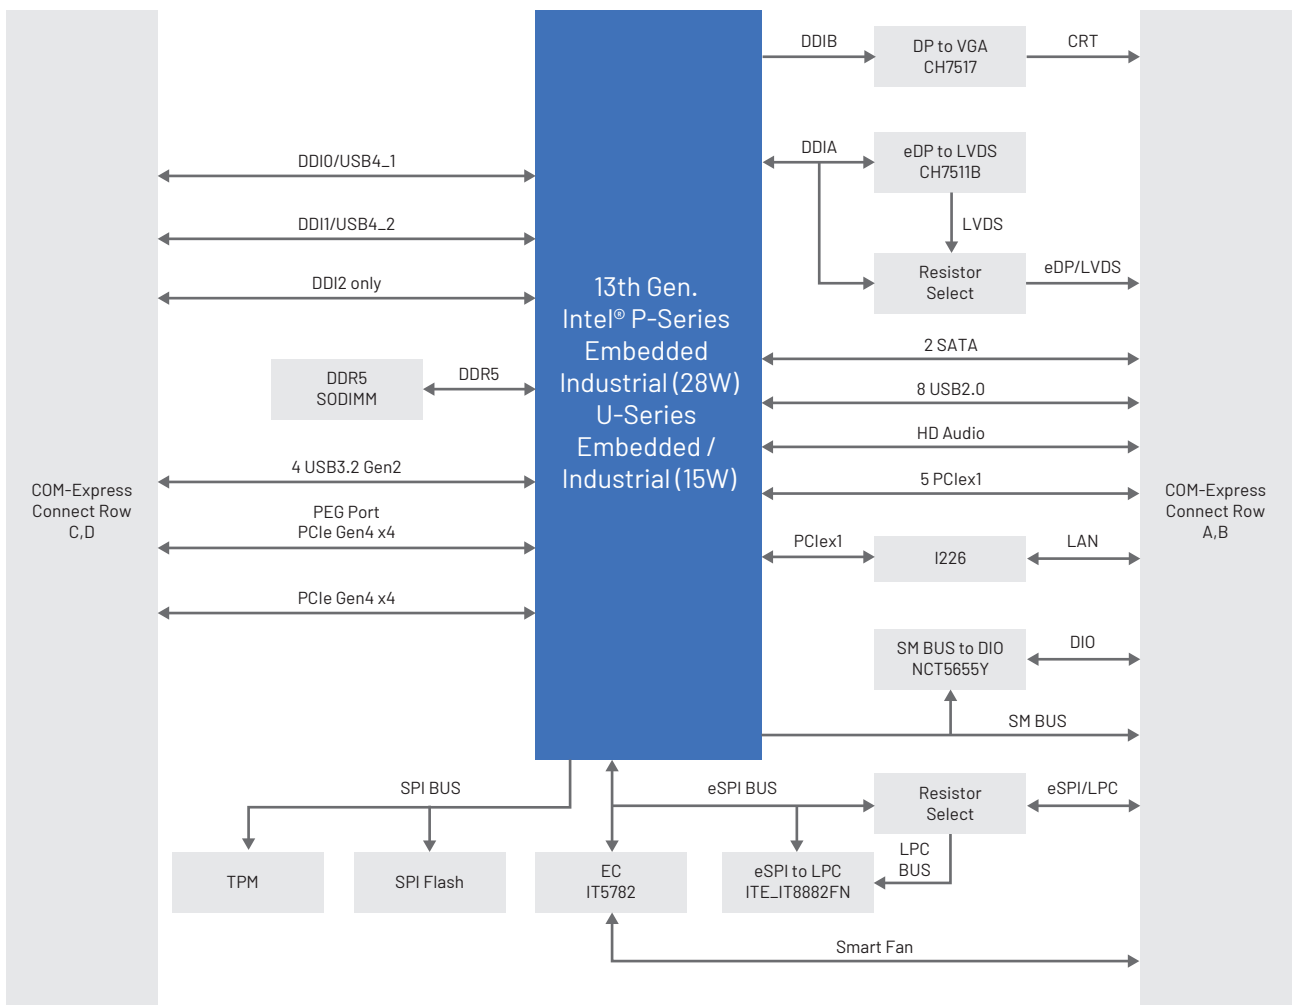 DDIB
DP to VGA
CH7517
CRT
DDIA
eDP to LVDS
CH7511B
LVDS
Resistor
Select
eDP/LVDS
DDI0/USB4_1
DDI1/USB4_2
DDI2 only
DDR5
SODIMM
DDR5
4 USB3.2 Gen2
PEG Port
PCIe Gen4 x4
PCIe Gen4 x4
COM-Express
Connect Row
C,D
13th Gen.
Intel® P-Series
Embedded
Industrial (28W)
U-Series
Embedded /
Industrial (15W)
2 SATA
8 USB2.0
HD Audio
5 PCIex1
PCIex1
I226
LAN
COM-Express
Connect Row
A,B
SM BUS to DIO
NCT5655Y
DIO
SM BUS
SPI BUS
eSPI BUS
Resistor
Select
eSPI/LPC
LPC
BUS
TPM
SPI Flash
EC
IT5782
eSPI to LPC
ITE_IT8882FN
Smart Fan